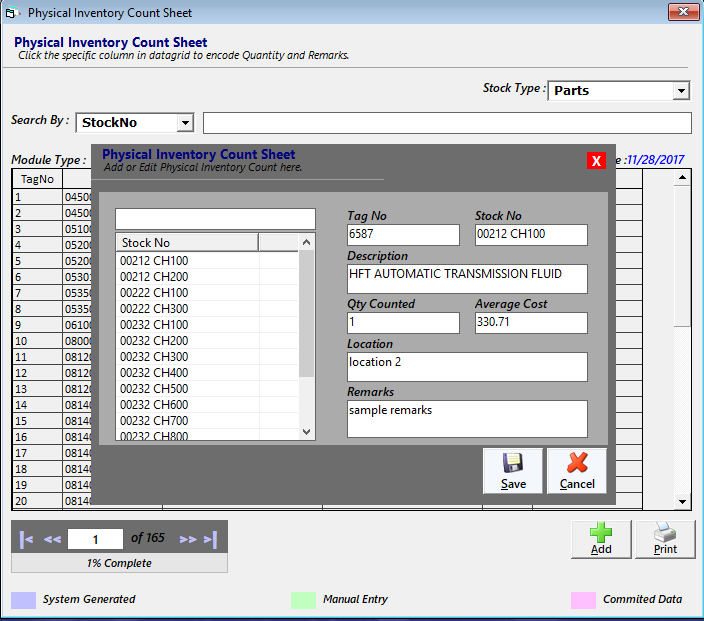 Physical Inventory Count Sheet
Physical Inventory Count Sheet
Click the specific column in datagrid to encode Quantity and Remarks.
Stock Type : Parts
Search By : StockNo
Module Type : e :11/28/2017
Physical Inventory Count Sheet
Add or Edit Physical Inventory Count here.
X
TagNo
1 04500
2 04500
3 05100
4 05200
5 05200
6 05301
7 05350
8 05350
9 06100
10 08000
11 08120
12 08120
13 08120
14 08140
15 08140
16 08140
17 08140
18 08140
19 08140
20 08140
Stock No
00212 CH100
00212 CH200
00222 CH100
00222 CH300
00232 CH100
00232 CH200
00232 CH300
00232 CH400
00232 CH500
00232 CH600
00232 CH700
00232 CH800
Tag No Stock No
6587 00212 CH100
Description
HFT AUTOMATIC TRANSMISSION FLUID
Qty Counted Average Cost
1 330.71
Location
location 2
Remarks
sample remarks
Save Cancel
|< << 1 of 165 >> >|
1% Complete
Add Print
System Generated Manual Entry Commited Data